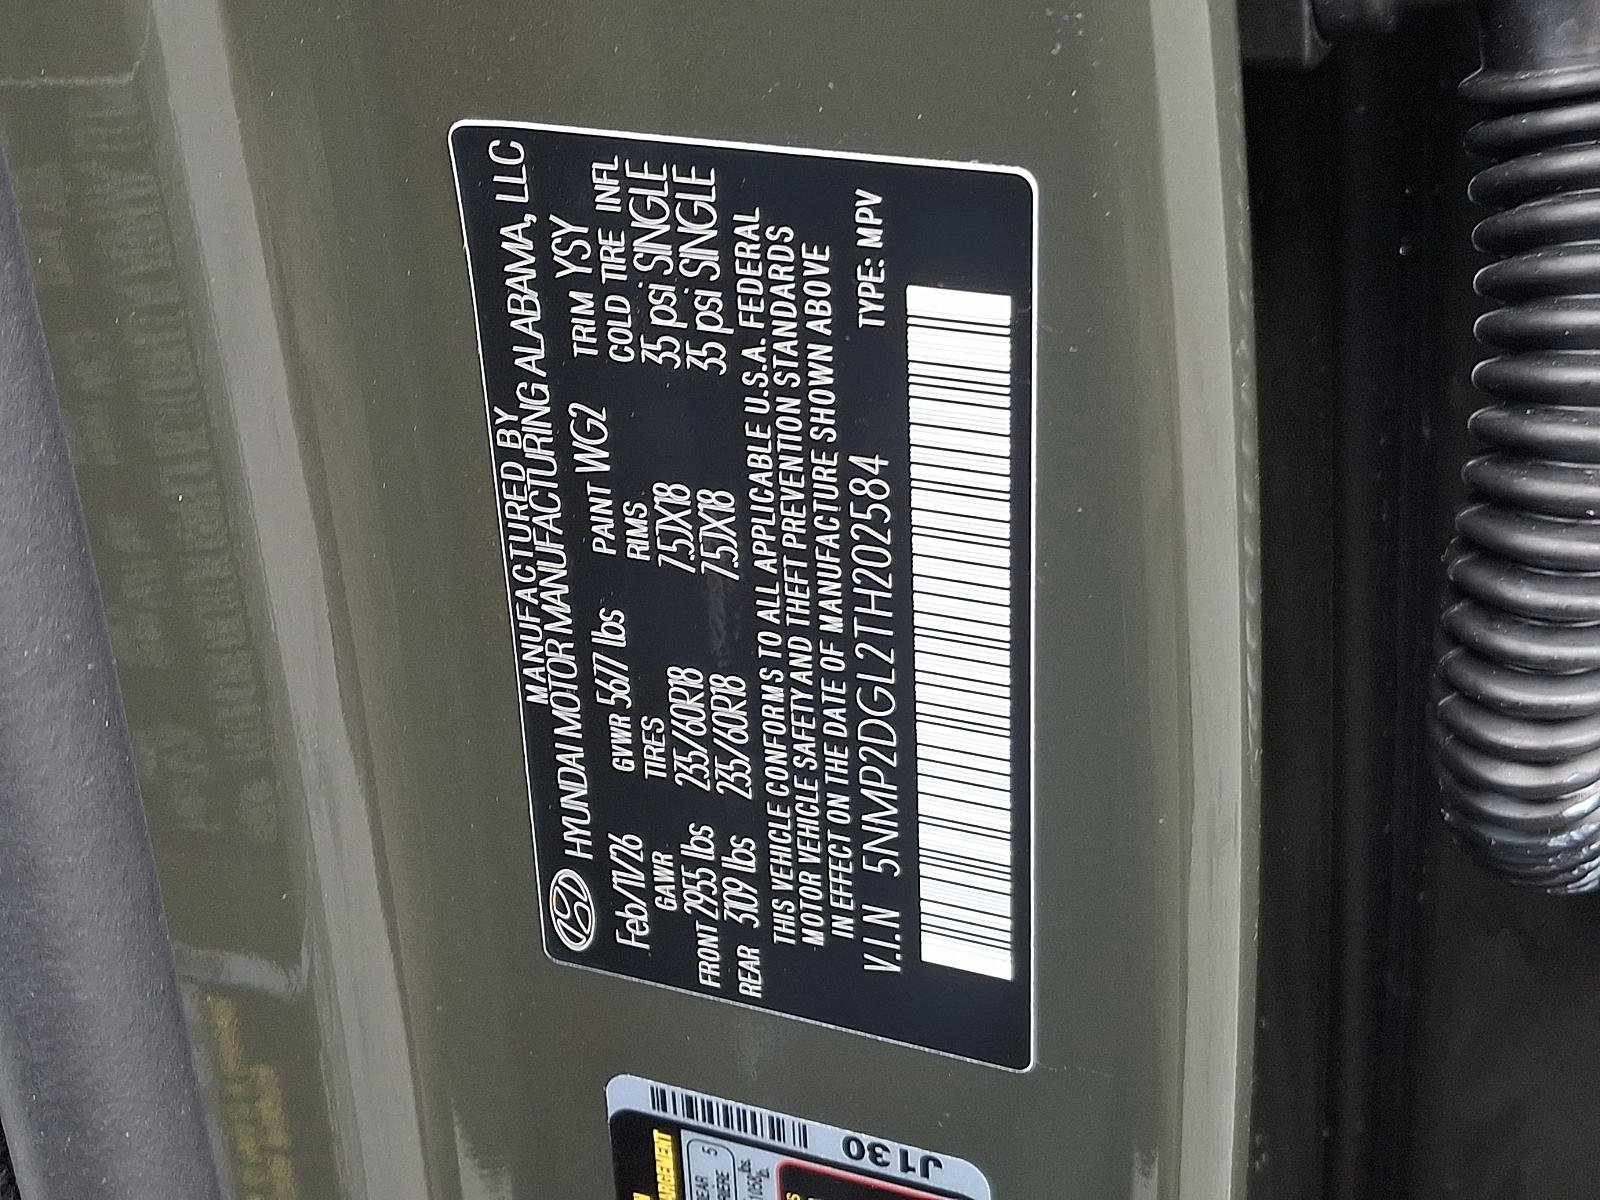 MANUFACTURED BY
HYUNDAI MOTOR MANUFACTURING ALABAMA, LLC
Feb/11/26 GVWR 5677 lbs PAINT WG2 TRIM YSY
GAWR TIRES RIMS COLD TIRE INFL
FRONT 2955 lbs 235/60R18 7.5JX18 35 psi SINGLE
REAR 3109 lbs 235/60R18 7.5JX18 35 psi SINGLE
THIS VEHICLE CONFORMS TO ALL APPLICABLE U.S.A. FEDERAL
MOTOR VEHICLE SAFETY AND THEFT PREVENTION STANDARDS
IN EFFECT ON THE DATE OF MANUFACTURE SHOWN ABOVE
V.I.N 5NMP2DGL2TH202584 TYPE: MPV
J130
5